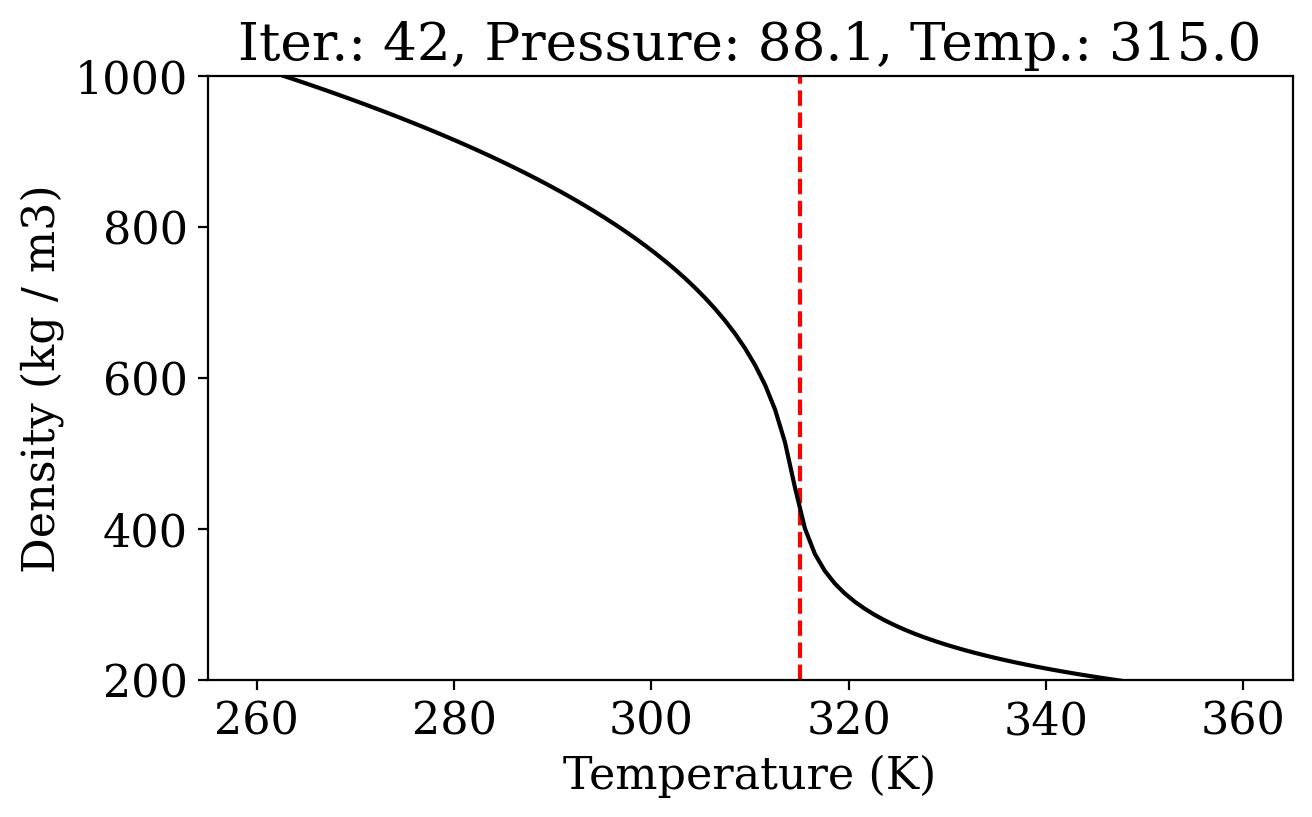 Iter.: 42, Pressure: 88.1, Temp.: 315.0
1000
800
600
400
200
Density (kg / m3)
260 280 300 320 340 360
Temperature (K)